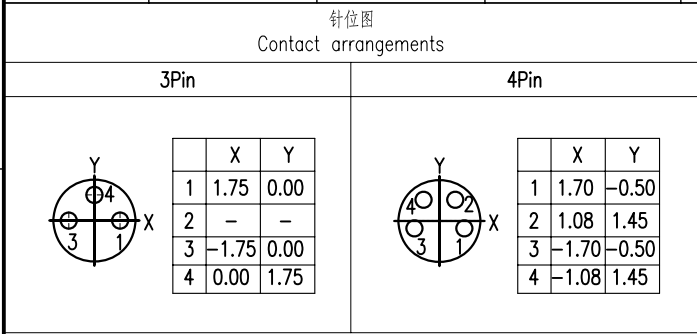 针位图
Contact arrangements
3Pin
4Pin
Y
X
4
3
1
X Y
1 1.75 0.00
2 – –
3 –1.75 0.00
4 0.00 1.75
Y
X
4
2
3
1
X Y
1 1.70 –0.50
2 1.08 1.45
3 –1.70 –0.50
4 –1.08 1.45